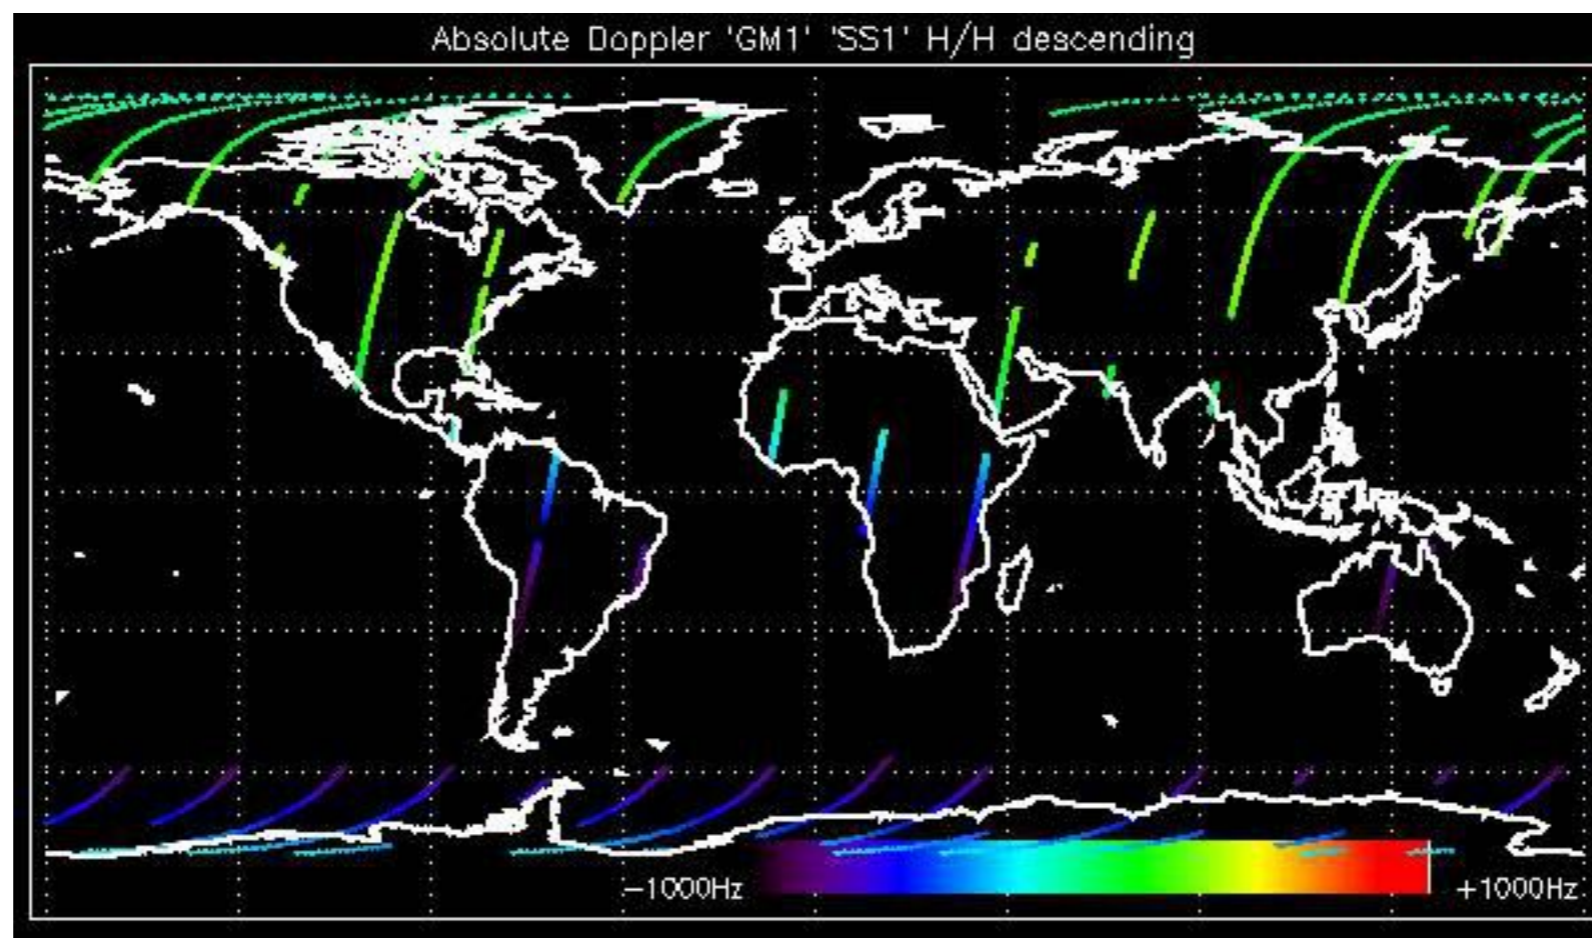 Absolute Doppler 'GM1' 'SS1' H/H descending
-1000Hz
+1000Hz